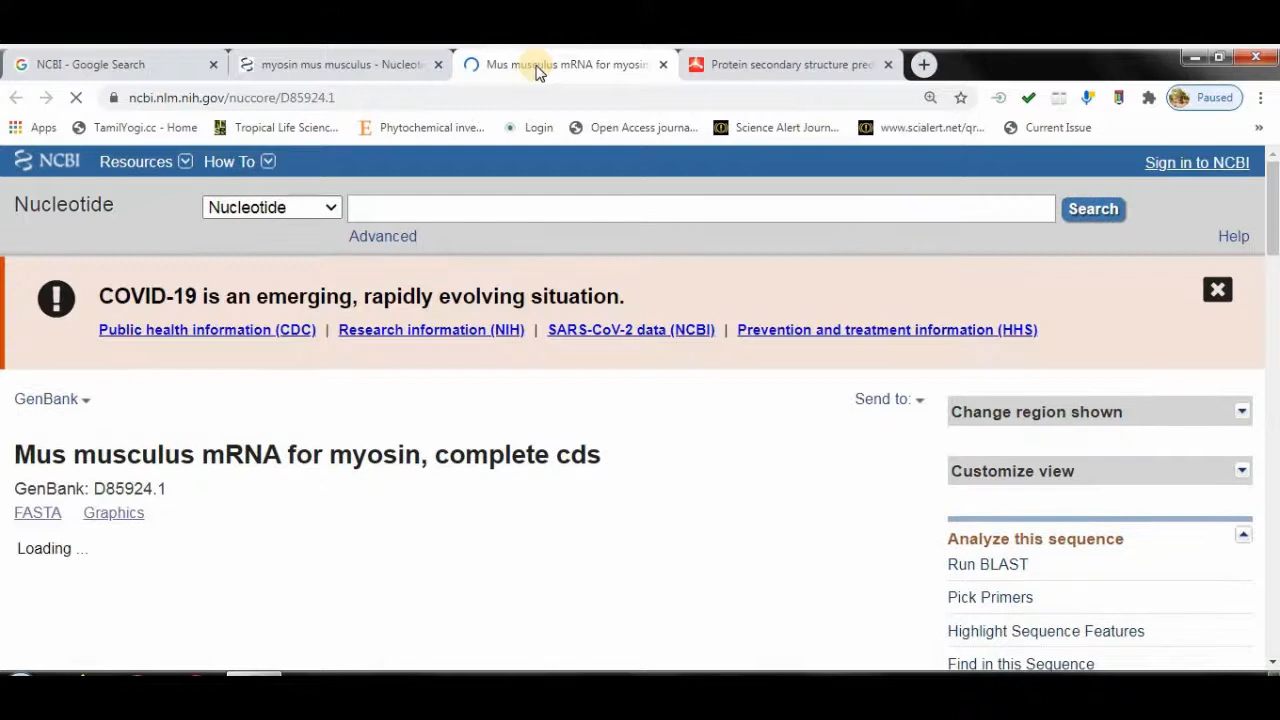 NCBI - Google Search
myosin mus musculus - Nucleoti
Mus musculus mRNA for myosin
Protein secondary structure pred
ncbi.nlm.nih.gov/nuccore/D85924.1
Paused
Apps
TamilYogi.cc - Home
Tropical Life Scienc...
Phytochemical inve...
Login
Open Access journa...
Science Alert Journ...
www.scialert.net/qr...
Current Issue
»
NCBI Resources How To
Sign in to NCBI
Nucleotide
Nucleotide
Search
Advanced
Help
COVID-19 is an emerging, rapidly evolving situation.
Public health information (CDC) | Research information (NIH) | SARS-CoV-2 data (NCBI) | Prevention and treatment information (HHS)
GenBank
Send to:
Change region shown
Mus musculus mRNA for myosin, complete cds
Customize view
GenBank: D85924.1
FASTA Graphics
Analyze this sequence
Loading ...
Run BLAST
Pick Primers
Highlight Sequence Features
Find in this Sequence